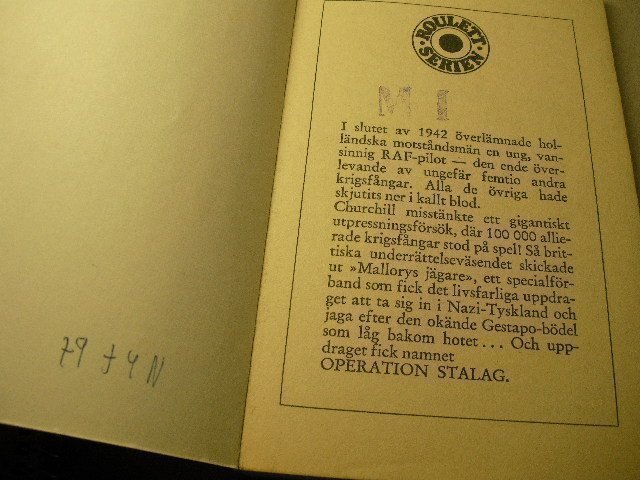 ROULETT
SERIEN
M I
I slutet av 1942 överlämnade hol-
ländska motståndsmän en ung, van-
sinnig RAF-pilot — den ende över-
levande av ungefär femtio andra
krigsfångar. Alla de övriga hade
skjutits ner i kallt blod.
Churchill misstänkte ett gigantiskt
utpressningsförsök, där 100 000 allie-
rade krigsfångar stod på spel! Så brit-
tiska underrättelseväsendet skickade
ut »Mallorys jägare», ett specialför-
band som fick det livsfarliga uppdra-
get att ta sig in i Nazi-Tyskland och
jaga efter den okände Gestapo-bödel
som låg bakom hotet... Och upp-
draget fick namnet
OPERATION STALAG.